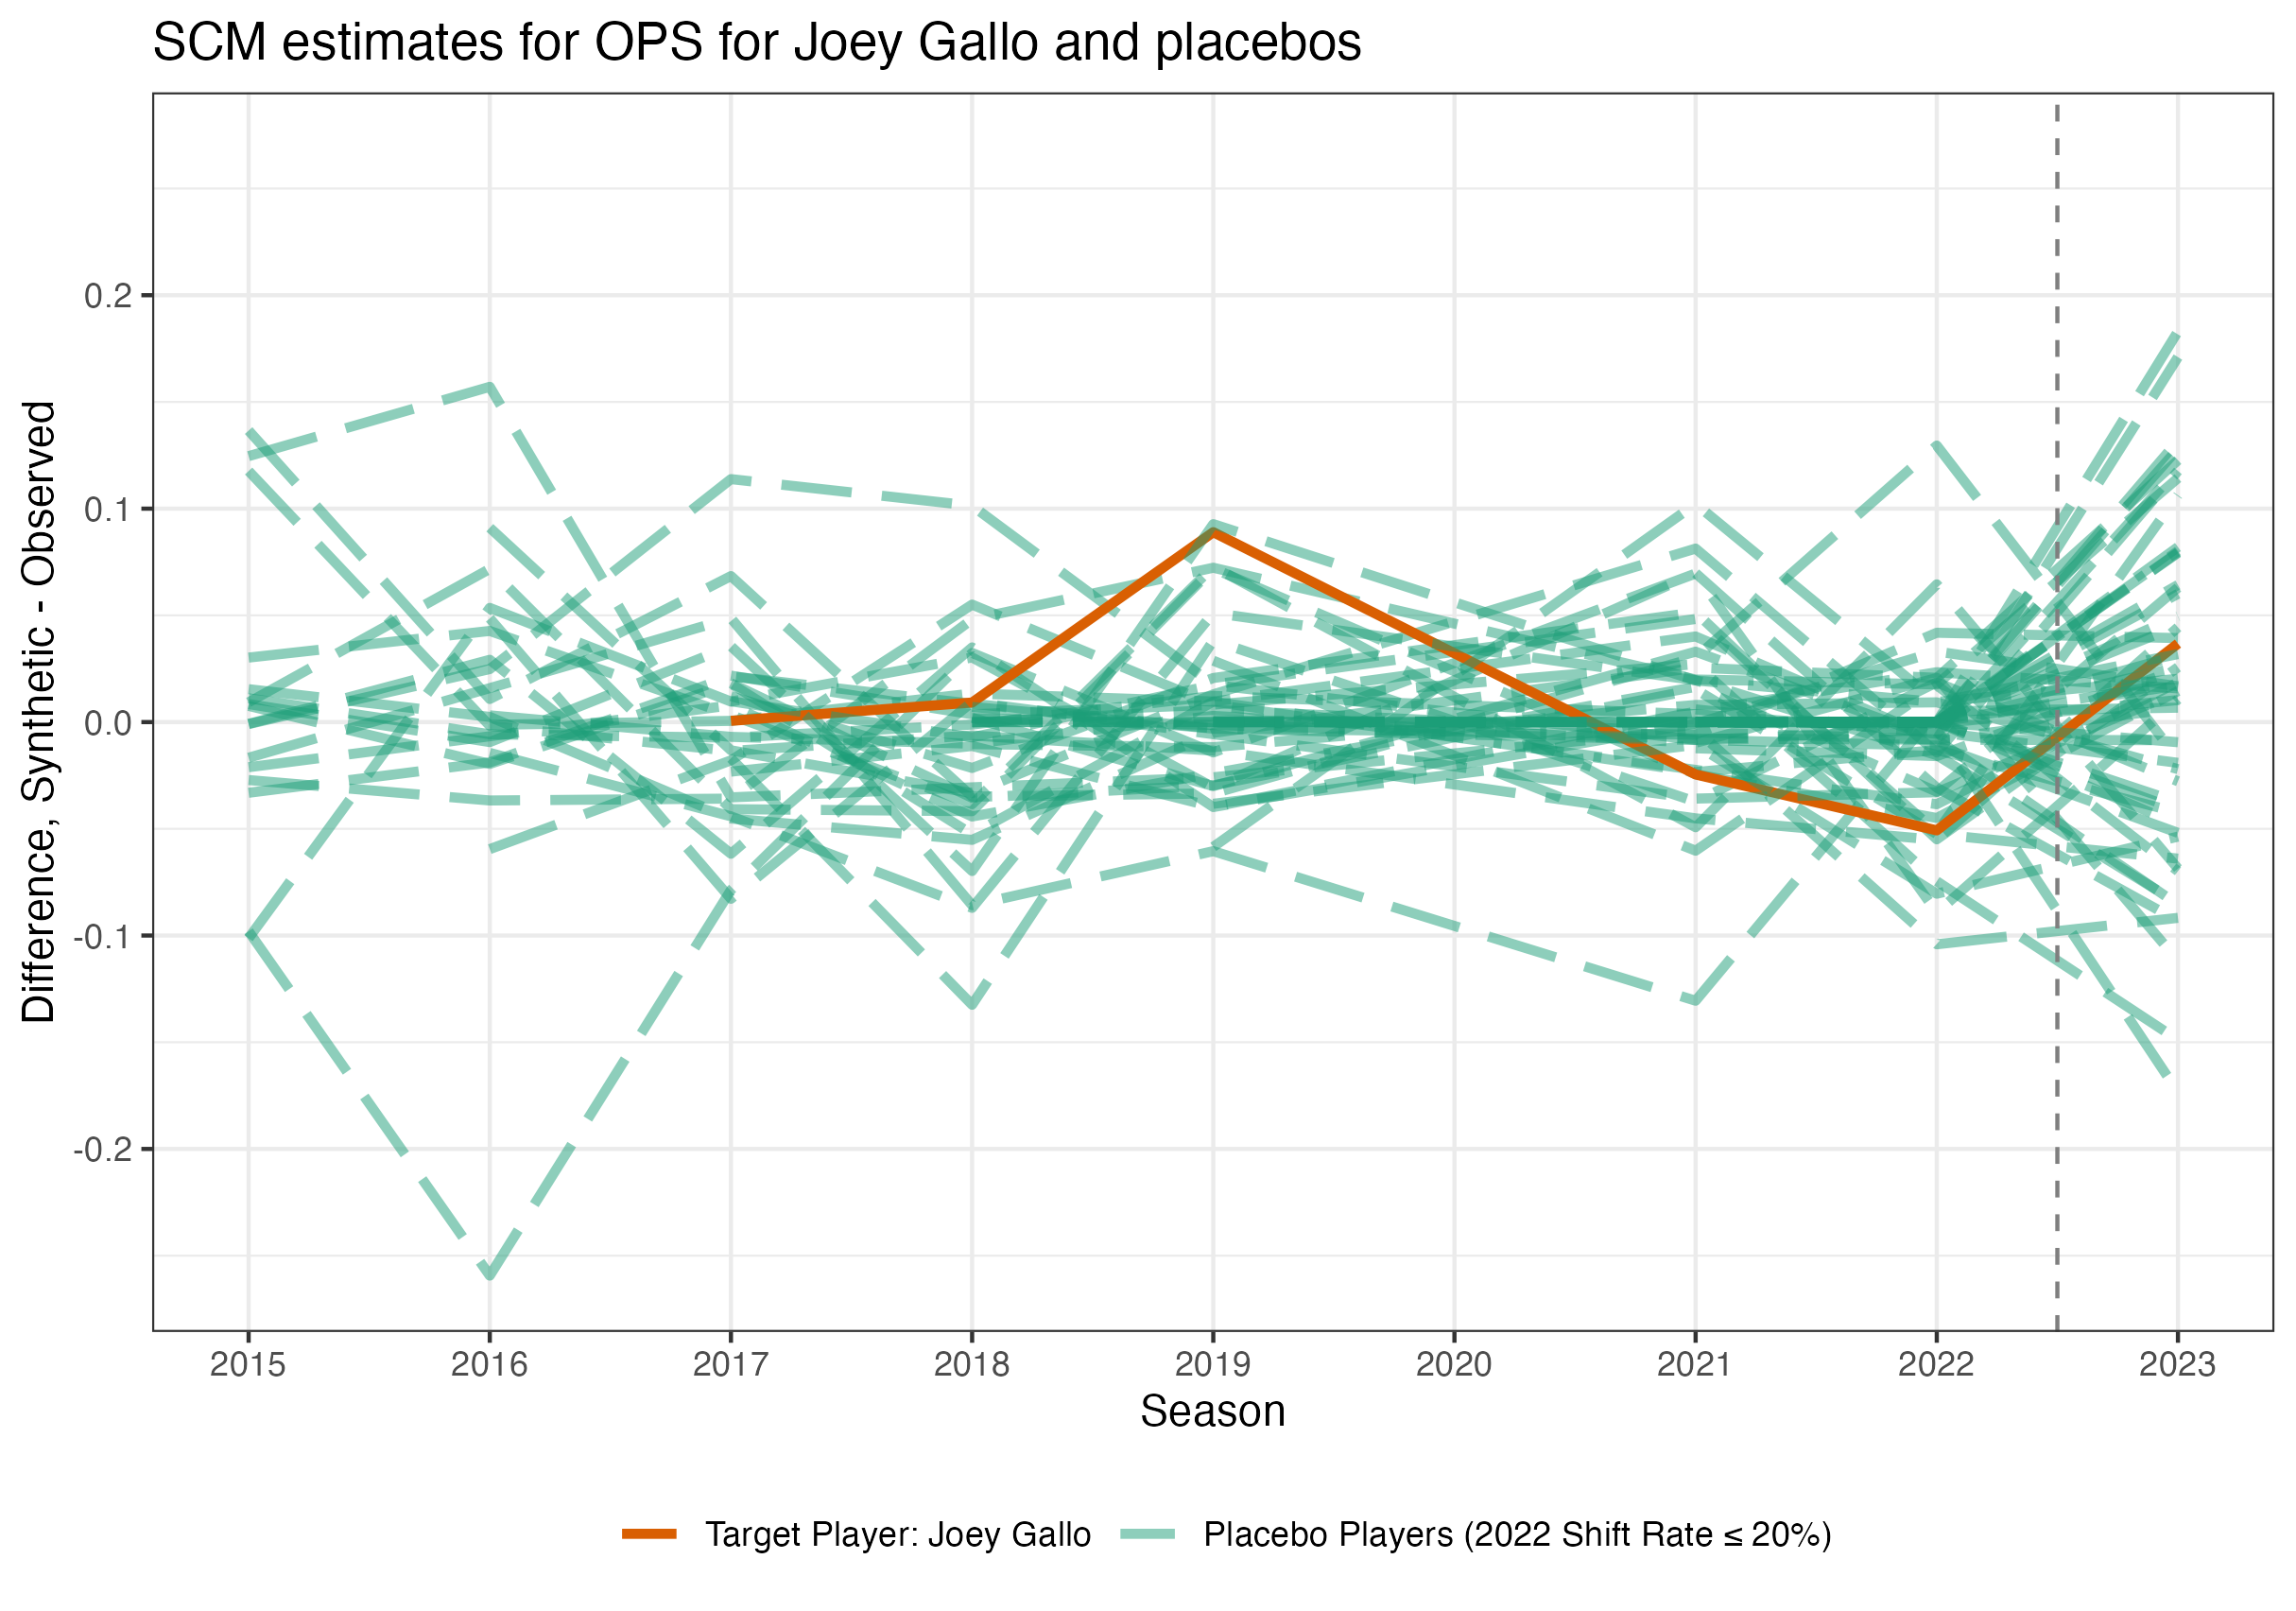 SCM estimates for OPS for Joey Gallo and placebos
Difference, Synthetic - Observed
0.2
0.1
0.0
-0.1
-0.2
2015 2016 2017 2018 2019 2020 2021 2022 2023
Season
Target Player: Joey Gallo Placebo Players (2022 Shift Rate ≤ 20%)